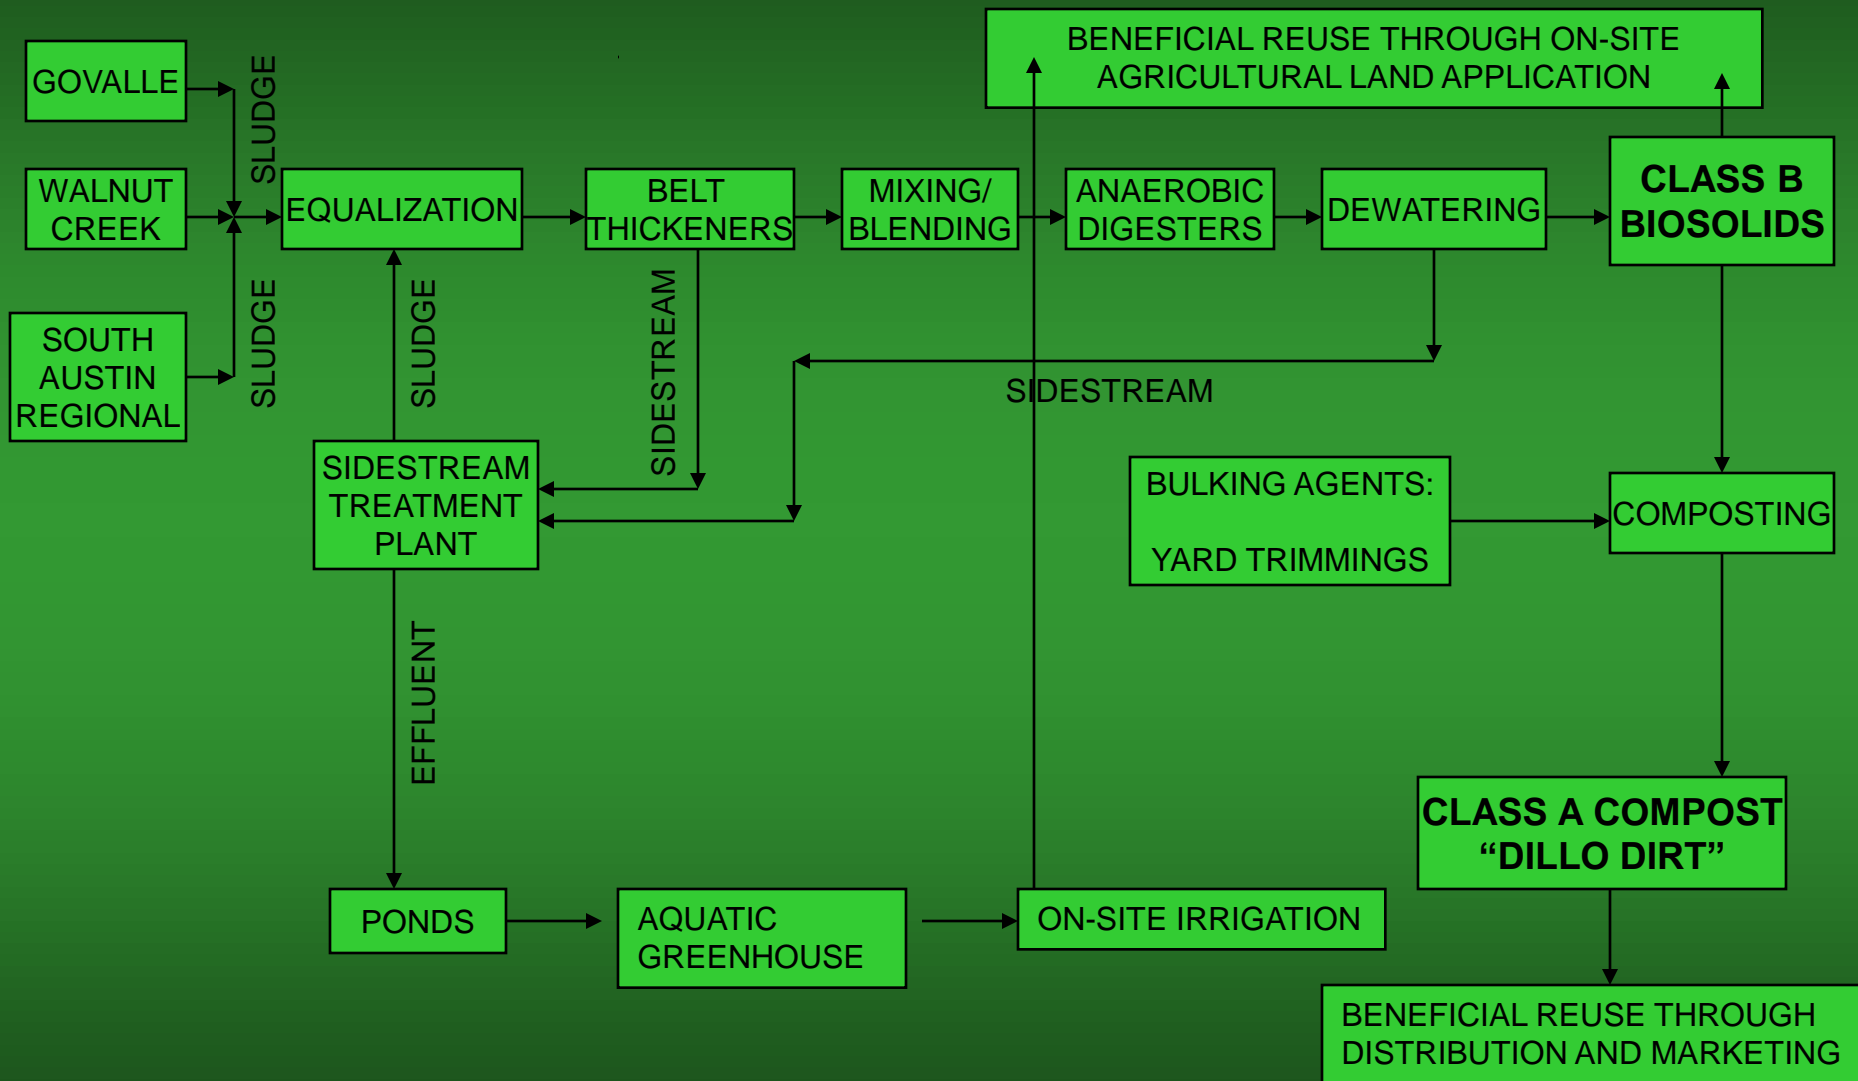 BENEFICIAL REUSE THROUGH ON-SITE
AGRICULTURAL LAND APPLICATION
GOVALLE
SLUDGE
WALNUT
CREEK
EQUALIZATION
BELT
THICKENERS
MIXING/
BLENDING
ANAEROBIC
DIGESTERS
DEWATERING
CLASS B
BIOSOLIDS
SOUTH
AUSTIN
REGIONAL
SLUDGE
SLUDGE
SIDESTREAM
SIDESTREAM
SIDESTREAM
TREATMENT
PLANT
BULKING AGENTS:
YARD TRIMMINGS
COMPOSTING
EFFLUENT
CLASS A COMPOST
“DILLO DIRT”
PONDS
AQUATIC
GREENHOUSE
ON-SITE IRRIGATION
BENEFICIAL REUSE THROUGH
DISTRIBUTION AND MARKETING